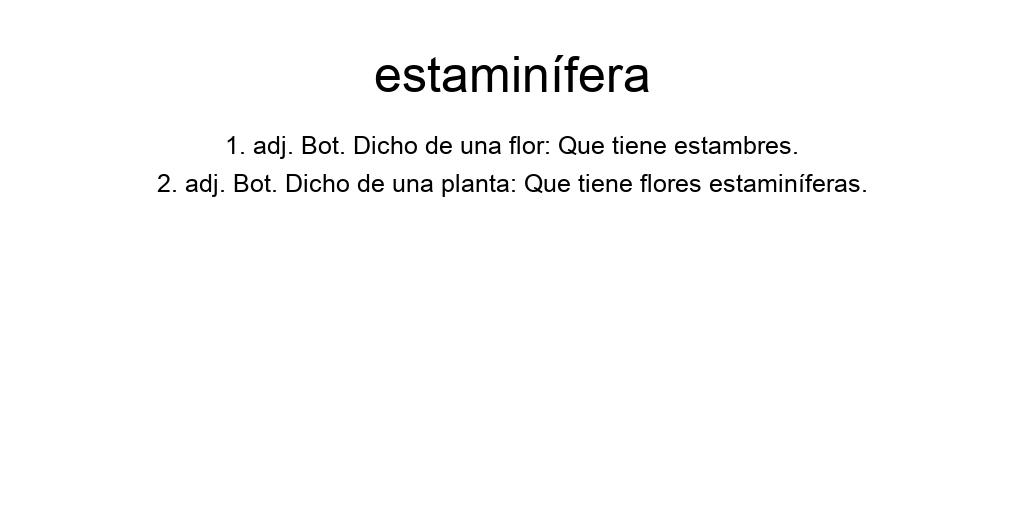 estaminífera
1. adj. Bot. Dicho de una flor: Que tiene estambres.
2. adj. Bot. Dicho de una planta: Que tiene flores estaminíferas.